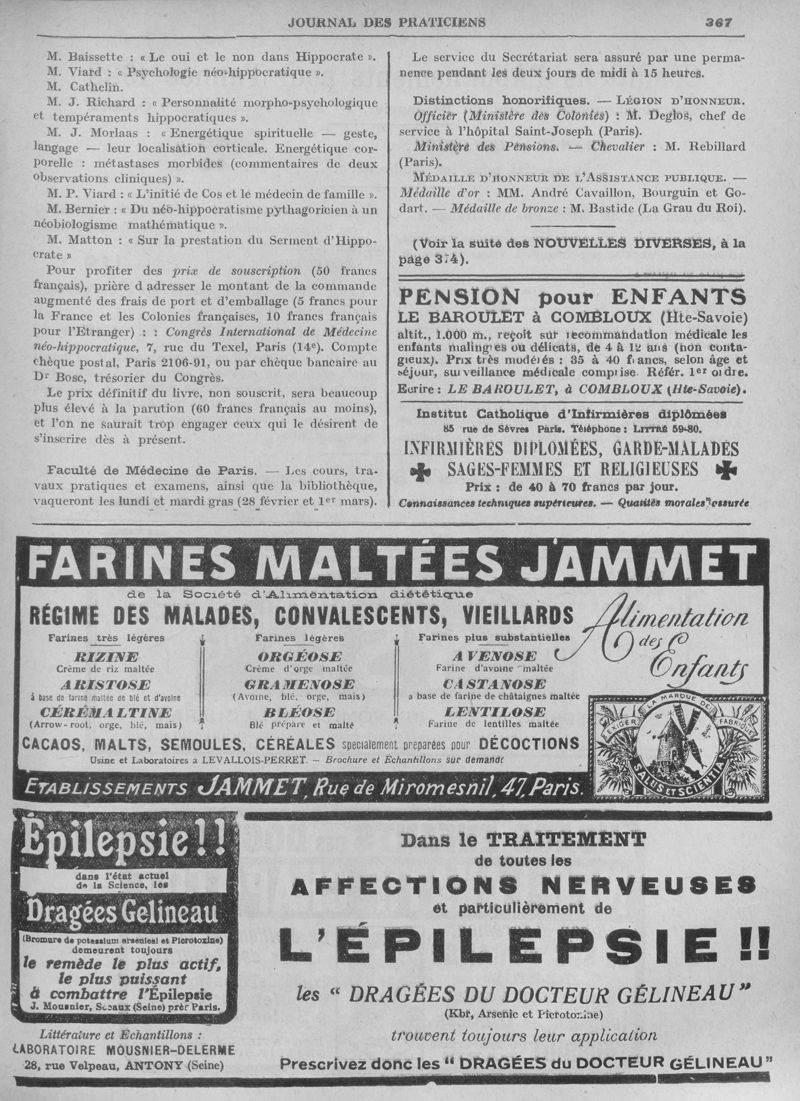 JOURNAL DES PRATICIENS 367
M. Baissette : « Le oui et le non dans Hippocrate ».
M. Viard : « Psychologie néo-hippocratique ».
M. Cathelin.
M. J. Richard : « Personnalité morpho-psychologique
et tempéraments hippocratiques ».
M. J. Morlaas : « Energétique spirituelle — geste,
langage — leur localisation corticale. Energétique cor-
porelle : métastases morbides (commentaires de deux
observations cliniques) ».
M. P. Viard : « L'initié de Cos et le médecin de famille ».
M. Bernier : « Du néo-hippocratisme pythagoricien à un
néobiologisme mathématique ».
M. Matton : « Sur la prestation du Serment d'Hippo-
crate »
Pour profiter des prix de souscription (50 francs
français), prière d adresser le montant de la commande
augmenté des frais de port et d'emballage (5 francs pour
la France et les Colonies françaises, 10 francs français
pour l'Etranger) : : Congrès International de Médecine
néo-hippocratique, 7, rue du Texel, Paris (14e). Compte
chèque postal, Paris 2106-91, ou par chèque bancaire au
Dr Bosc, trésorier du Congrès.
Le prix définitif du livre, non souscrit, sera beaucoup
plus élevé à la parution (60 francs français au moins),
et l'on ne saurait trop engager ceux qui le désirent de
s'inscrire dès à présent.
Faculté de Médecine de Paris. — Les cours, tra-
vaux pratiques et examens, ainsi que la bibliothèque,
vaqueront les lundi et mardi gras (28 février et 1er mars).
Le service du Secrétariat sera assuré par une perma-
nence pendant les deux jours de midi à 15 heures.
Distinctions honorifiques. — LÉGION D'HONNEUR.
Officier (Ministère des Colonies) : M. Deglos, chef de
service à l'hôpital Saint-Joseph (Paris).
Ministère des Pensions. — Chevalier : M. Rebillard
(Paris).
MÉDAILLE D'HONNEUR DE L'ASSISTANCE PUBLIQUE. —
Médaille d'or : MM. André Cavaillon, Bourguin et Go-
dart. — Médaille de bronze : M. Bastide (La Grau du Roi).
(Voir la suite des NOUVELLES DIVERSES, à la
page 374).
PENSION pour ENFANTS
LE BAROULET à COMBLOUX (Hte-Savoie)
altit., 1.000 m., reçoit sur recommandation médicale les
enfants malingres ou délicats, de 4 à 12 ans (non conta-
gieux). Prix très modérés : 35 à 40 francs, selon âge et
séjour, surveillance médicale comprise. Référ. 1er ordre.
Ecrire : LE BAROULET, à COMBLOUX (Hte-Savoie).
Institut Catholique d'Infirmières diplômées
85 rue de Sèvres Paris. Téléphone : LITTRÉ 59-80.
INFIRMIÈRES DIPLOMÉES, GARDE-MALADES
SAGES-FEMMES ET RELIGIEUSES
Prix : de 40 à 70 francs par jour.
Connaissances techniques supérieures. — Qualités morales assurée
FARINES MALTÉES JAMMET
de la Société d'Alimentation diététique
RÉGIME DES MALADES, CONVALESCENTS, VIEILLARDS
Alimentation
des
Enfants
Farines très légères
RIZINE
Crème de riz maltée
ARISTOSE
à base de farine maltée de blé et d'avoine
CÉRÉMALTINE
(Arrow-root, orge, blé, maïs)
Farines légères
ORGÉOSE
Crème d'orge maltée
GRAMENOSE
(Avoine, blé, orge, maïs)
BLÉOSE
Blé préparé et malté
Farines plus substantielles
AVENOSE
Farine d'avoine maltée
CASTANOSE
a base de farine de châtaignes maltée
LENTILOSE
Farine de lentilles maltée
CACAOS, MALTS, SEMOULES, CÉRÉALES spécialement préparées pour DÉCOCTIONS
Usine et Laboratoires a LEVALLOIS-PERRET. — Brochure et Echantillons sur demande
ETABLISSEMENTS JAMMET, Rue de Miromesnil, 47, Paris.
EXIGER LA MARQUE DE FABRIQUE
SALUS ET SCIENTIA
Épilepsie!!
dans l'état actuel
de la Science, les
Dragées Gelineau
(Bromure de potassium arsenical et Picrotoxine)
demeurent toujours
le remède le plus actif,
le plus puissant
à combattre l'Épilepsie
J. Mousnier, Sceaux (Seine) près Paris.
Littérature et Echantillons :
LABORATOIRE MOUSNIER-DELERME
28, rue Velpeau, ANTONY (Seine)
Dans le TRAITEMENT
de toutes les
AFFECTIONS NERVEUSES
et particulièrement de
L'ÉPILEPSIE !!
les “ DRAGÉES DU DOCTEUR GÉLINEAU ”
(Kbr, Arsenic et Picrotoxine)
trouvent toujours leur application
Prescrivez donc les “ DRAGÉES du DOCTEUR GÉLINEAU ”